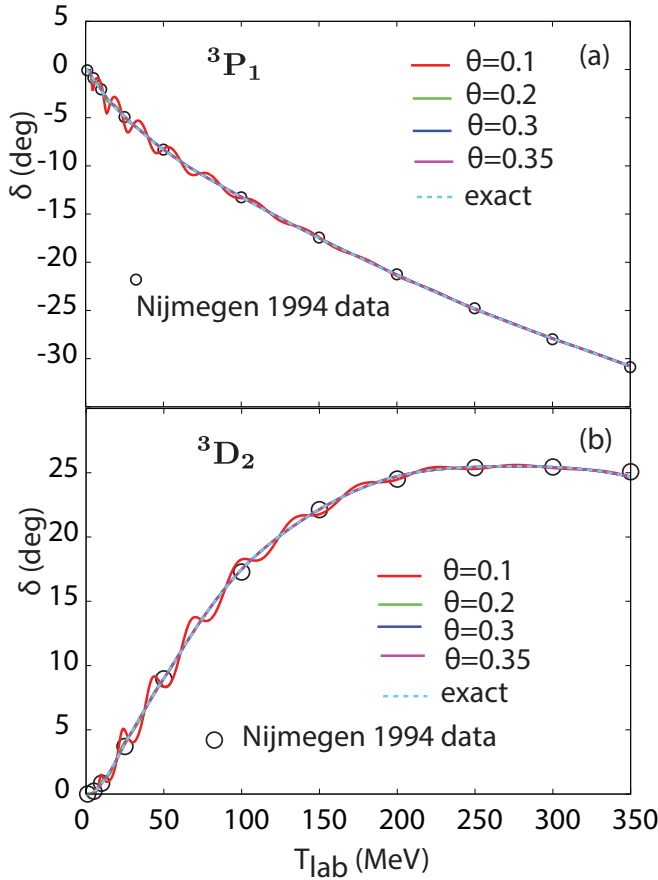 5
0
-5
-10
-15
-20
-25
-30
δ (deg)
³P₁
(a)
θ=0.1
θ=0.2
θ=0.3
θ=0.35
exact
Nijmegen 1994 data
25
20
15
10
5
0
δ (deg)
³D₂
(b)
θ=0.1
θ=0.2
θ=0.3
θ=0.35
exact
Nijmegen 1994 data
0 50 100 150 200 250 300 350
T_lab (MeV)